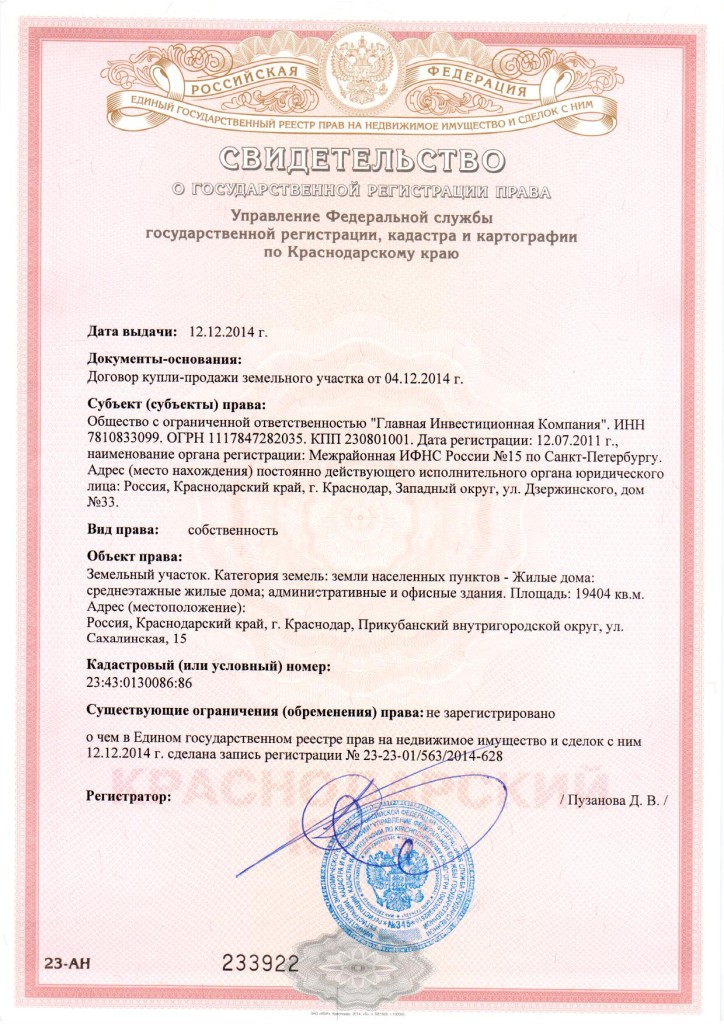 РОССИЙСКАЯ ФЕДЕРАЦИЯ
ЕДИНЫЙ ГОСУДАРСТВЕННЫЙ РЕЕСТР ПРАВ НА НЕДВИЖИМОЕ ИМУЩЕСТВО И СДЕЛОК С НИМ
СВИДЕТЕЛЬСТВО
О ГОСУДАРСТВЕННОЙ РЕГИСТРАЦИИ ПРАВА
Управление Федеральной службы
государственной регистрации, кадастра и картографии
по Краснодарскому краю
Дата выдачи: 12.12.2014 г.
Документы-основания:
Договор купли-продажи земельного участка от 04.12.2014 г.
Субъект (субъекты) права:
Общество с ограниченной ответственностью "Главная Инвестиционная Компания". ИНН
7810833099. ОГРН 1117847282035. КПП 230801001. Дата регистрации: 12.07.2011 г.,
наименование органа регистрации: Межрайонная ИФНС России №15 по Санкт-Петербургу.
Адрес (место нахождения) постоянно действующего исполнительного органа юридического
лица: Россия, Краснодарский край, г. Краснодар, Западный округ, ул. Дзержинского, дом
№33.
Вид права: собственность
Объект права:
Земельный участок. Категория земель: земли населенных пунктов - Жилые дома:
среднеэтажные жилые дома; административные и офисные здания. Площадь: 19404 кв.м.
Адрес (местоположение):
Россия, Краснодарский край, г. Краснодар, Прикубанский внутригородской округ, ул.
Сахалинская, 15
Кадастровый (или условный) номер:
23:43:0130086:86
Существующие ограничения (обременения) права: не зарегистрировано
о чем в Едином государственном реестре прав на недвижимое имущество и сделок с ним
12.12.2014 г. сделана запись регистрации № 23-23-01/563/2014-628
КРАСНОДАРСКИЙ
Регистратор: / Пузанова Д. В. /
№345
23-АН 233922